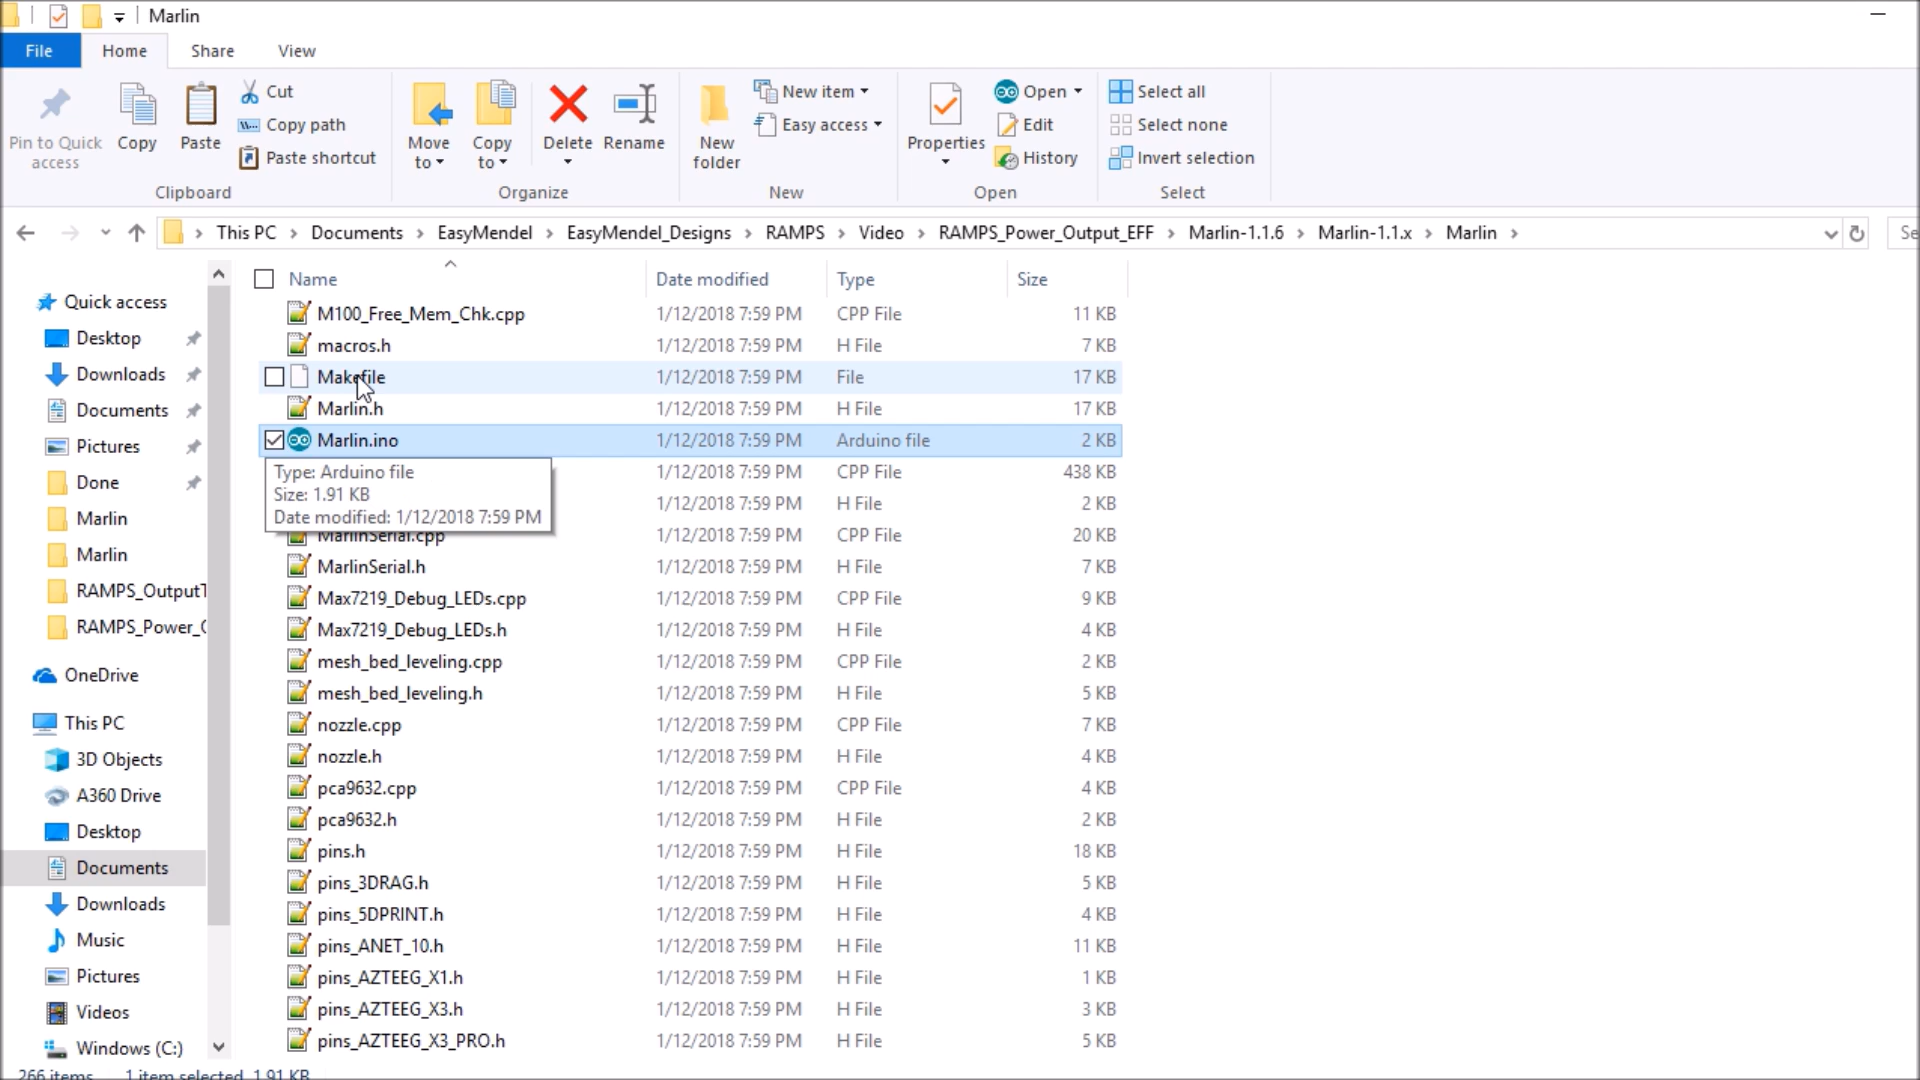 Marlin
File Home Share View
Pin to Quick access
Copy
Paste
Cut
Copy path
Paste shortcut
Clipboard
Move to
Copy to
Delete
Rename
Organize
New folder
New item
Easy access
New
Properties
Open
Edit
History
Open
Select all
Select none
Invert selection
Select
This PC > Documents > EasyMendel > EasyMendel_Designs > RAMPS > Video > RAMPS_Power_Output_EFF > Marlin-1.1.6 > Marlin-1.1.x > Marlin >
Se
Quick access
Desktop
Downloads
Documents
Pictures
Done
Marlin
Marlin
RAMPS_Output
RAMPS_Power_
OneDrive
This PC
3D Objects
A360 Drive
Desktop
Documents
Downloads
Music
Pictures
Videos
Windows (C:)
Name Date modified Type Size
M100_Free_Mem_Chk.cpp 1/12/2018 7:59 PM CPP File 11 KB
macros.h 1/12/2018 7:59 PM H File 7 KB
Makefile 1/12/2018 7:59 PM File 17 KB
Marlin.h 1/12/2018 7:59 PM H File 17 KB
Marlin.ino 1/12/2018 7:59 PM Arduino file 2 KB
1/12/2018 7:59 PM CPP File 438 KB
1/12/2018 7:59 PM H File 2 KB
Type: Arduino file
Size: 1.91 KB
Date modified: 1/12/2018 7:59 PM
MarlinSerial.cpp 1/12/2018 7:59 PM CPP File 20 KB
MarlinSerial.h 1/12/2018 7:59 PM H File 7 KB
Max7219_Debug_LEDs.cpp 1/12/2018 7:59 PM CPP File 9 KB
Max7219_Debug_LEDs.h 1/12/2018 7:59 PM H File 4 KB
mesh_bed_leveling.cpp 1/12/2018 7:59 PM CPP File 2 KB
mesh_bed_leveling.h 1/12/2018 7:59 PM H File 5 KB
nozzle.cpp 1/12/2018 7:59 PM CPP File 7 KB
nozzle.h 1/12/2018 7:59 PM H File 4 KB
pca9632.cpp 1/12/2018 7:59 PM CPP File 4 KB
pca9632.h 1/12/2018 7:59 PM H File 2 KB
pins.h 1/12/2018 7:59 PM H File 18 KB
pins_3DRAG.h 1/12/2018 7:59 PM H File 5 KB
pins_5DPRINT.h 1/12/2018 7:59 PM H File 4 KB
pins_ANET_10.h 1/12/2018 7:59 PM H File 11 KB
pins_AZTEEG_X1.h 1/12/2018 7:59 PM H File 1 KB
pins_AZTEEG_X3.h 1/12/2018 7:59 PM H File 3 KB
pins_AZTEEG_X3_PRO.h 1/12/2018 7:59 PM H File 5 KB
266 items 1 item selected 1.91 KB